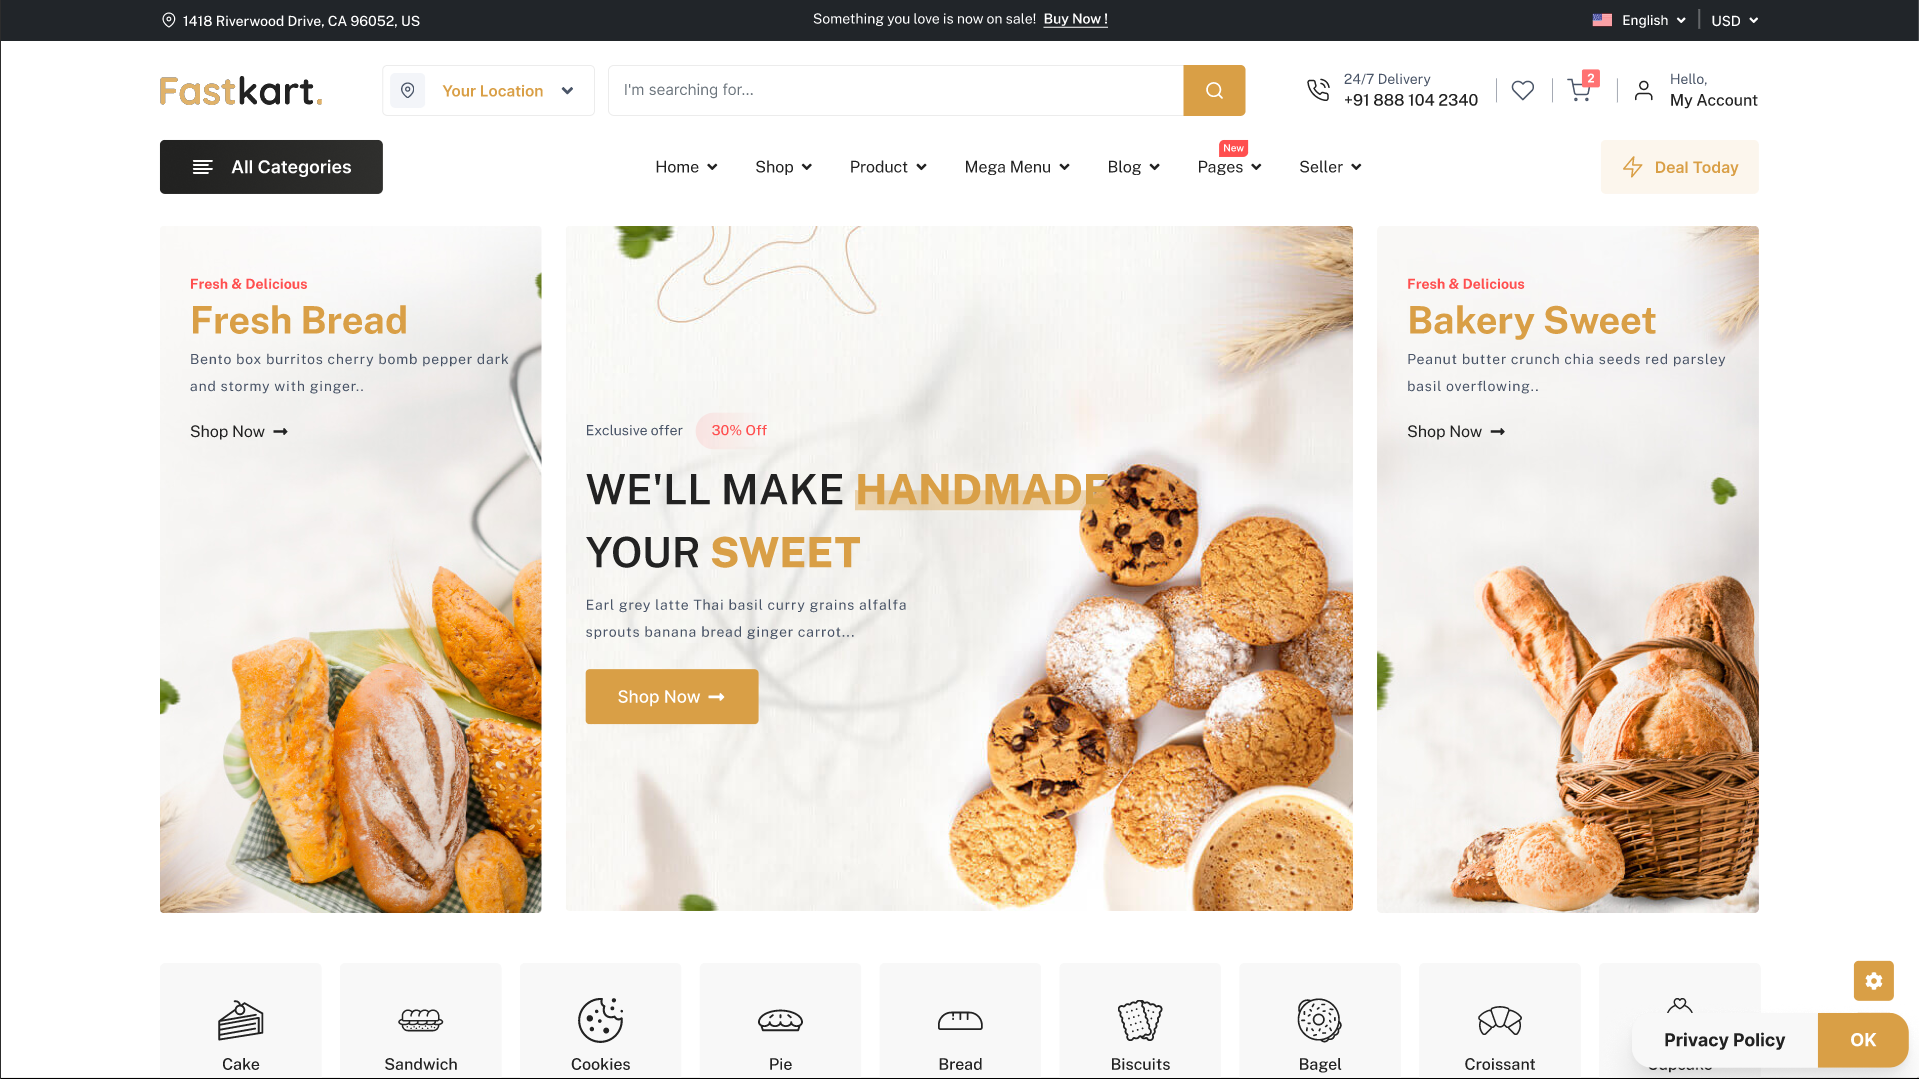 1418 Riverwood Drive, CA 96052, US
Something you love is now on sale! Buy Now !
English
USD
Fastkart.
Your Location
I'm searching for...
24/7 Delivery
+91 888 104 2340
2
Hello,
My Account
All Categories
Home
Shop
Product
Mega Menu
Blog
New
Pages
Seller
Deal Today
Fresh & Delicious
Fresh Bread
Bento box burritos cherry bomb pepper dark
and stormy with ginger..
Shop Now
Exclusive offer
30% Off
WE'LL MAKE HANDMADE
YOUR SWEET
Earl grey latte Thai basil curry grains alfalfa
sprouts banana bread ginger carrot...
Shop Now
Fresh & Delicious
Bakery Sweet
Peanut butter crunch chia seeds red parsley
basil overflowing..
Shop Now
Cake
Sandwich
Cookies
Pie
Bread
Biscuits
Bagel
Croissant
Privacy Policy
OK